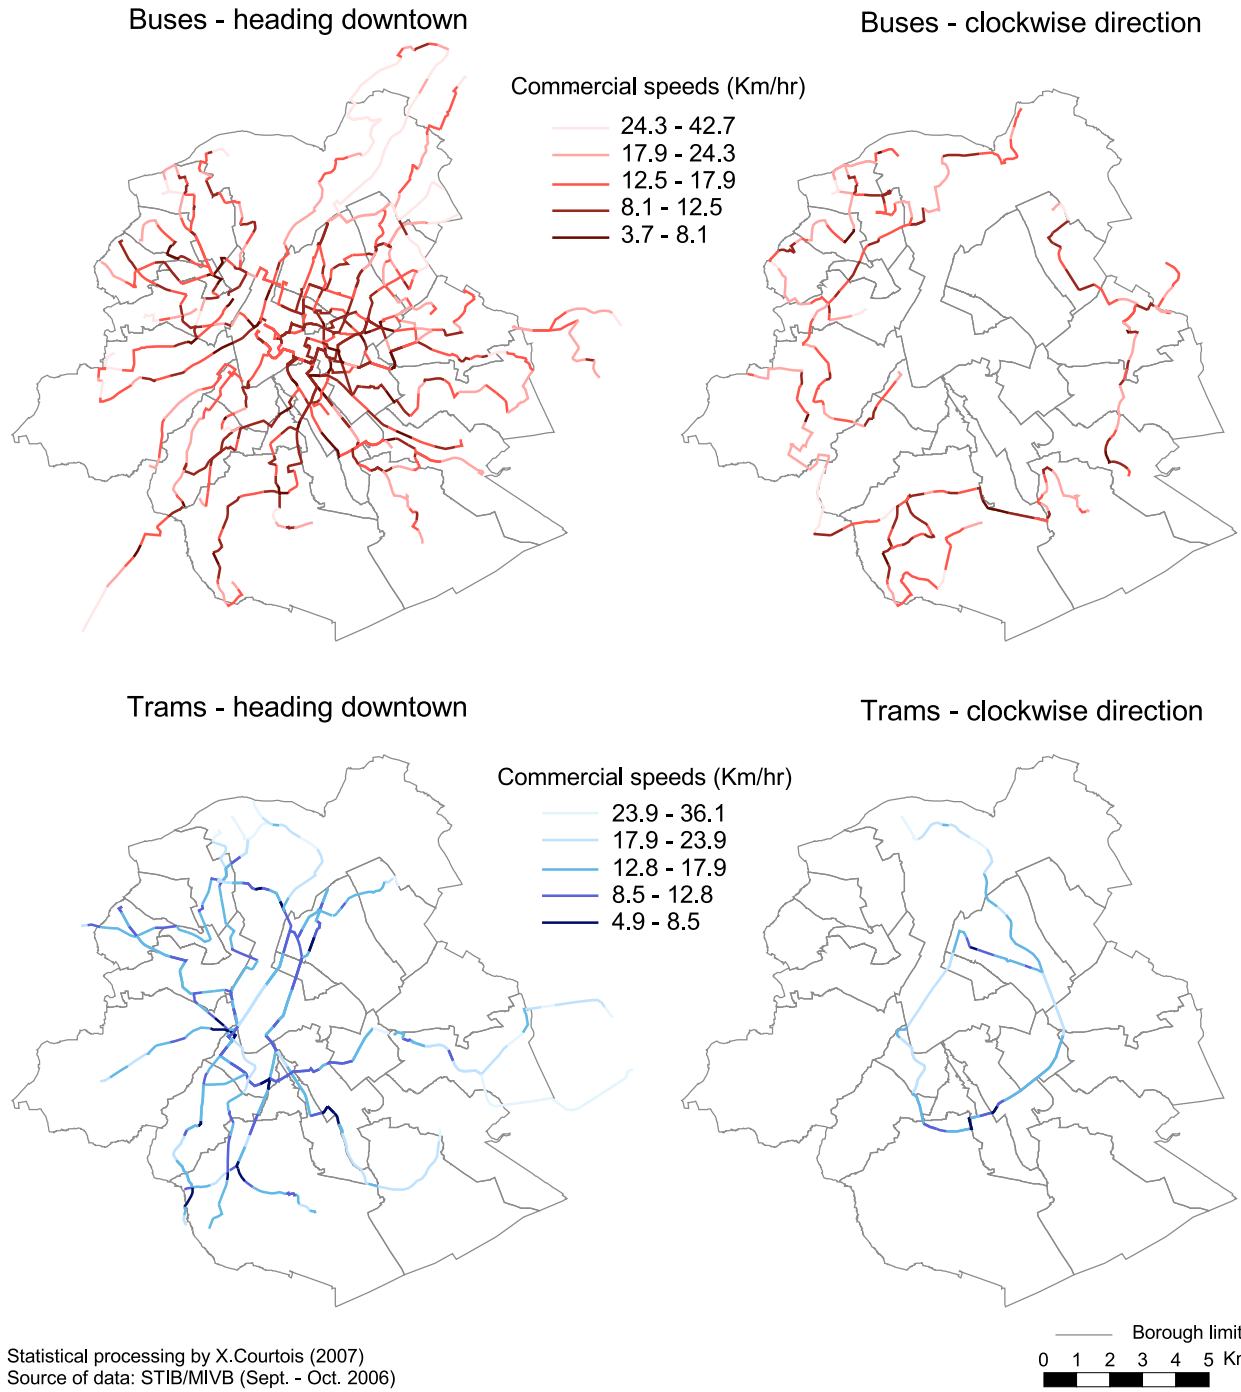 Buses - heading downtown
Buses - clockwise direction
Commercial speeds (Km/hr)
24.3 - 42.7
17.9 - 24.3
12.5 - 17.9
8.1 - 12.5
3.7 - 8.1
Trams - heading downtown
Trams - clockwise direction
Commercial speeds (Km/hr)
23.9 - 36.1
17.9 - 23.9
12.8 - 17.9
8.5 - 12.8
4.9 - 8.5
Borough limit
0 1 2 3 4 5 K
Statistical processing by X.Courtois (2007)
Source of data: STIB/MIVB (Sept. - Oct. 2006)